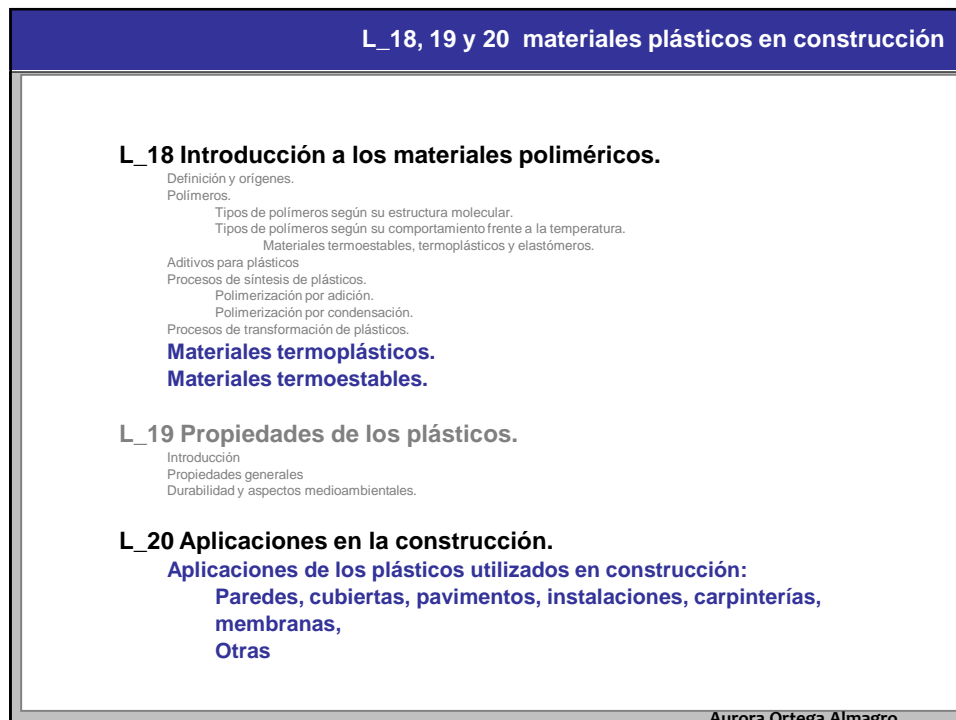 L_18, 19 y 20 materiales plásticos en construcción
L_18 Introducción a los materiales poliméricos.
Definición y orígenes.
Polímeros.
Tipos de polímeros según su estructura molecular.
Tipos de polímeros según su comportamiento frente a la temperatura.
Materiales termoestables, termoplásticos y elastómeros.
Aditivos para plásticos
Procesos de síntesis de plásticos.
Polimerización por adición.
Polimerización por condensación.
Procesos de transformación de plásticos.
Materiales termoplásticos.
Materiales termoestables.
L_19 Propiedades de los plásticos.
Introducción
Propiedades generales
Durabilidad y aspectos medioambientales.
L_20 Aplicaciones en la construcción.
Aplicaciones de los plásticos utilizados en construcción:
Paredes, cubiertas, pavimentos, instalaciones, carpinterías,
membranas,
Otras
Aurora Ortega Almagro